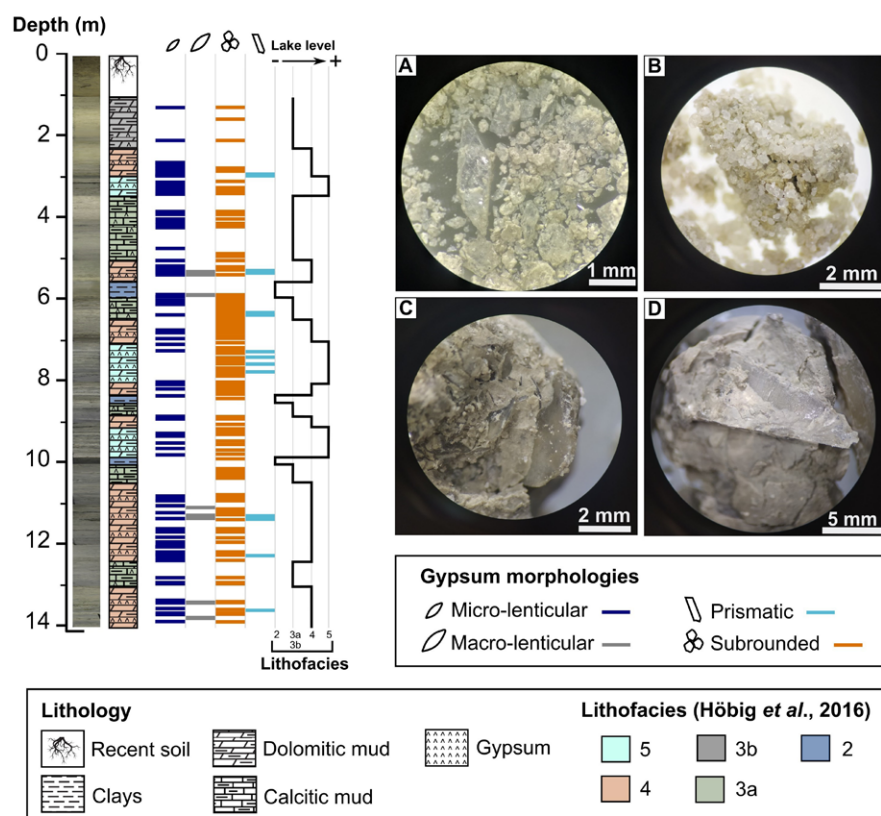 Depth (m)
Lake level
- +
0
2
4
6
8
10
12
14
2 3a 4 5
3b
Lithofacies
A
1 mm
B
2 mm
C
2 mm
D
5 mm
Gypsum morphologies
Micro-lenticular
Prismatic
Macro-lenticular
Subrounded
Lithology
Recent soil
Dolomitic mud
Gypsum
Clays
Calcitic mud
Lithofacies (Höbig et al., 2016)
5
3b
2
4
3a